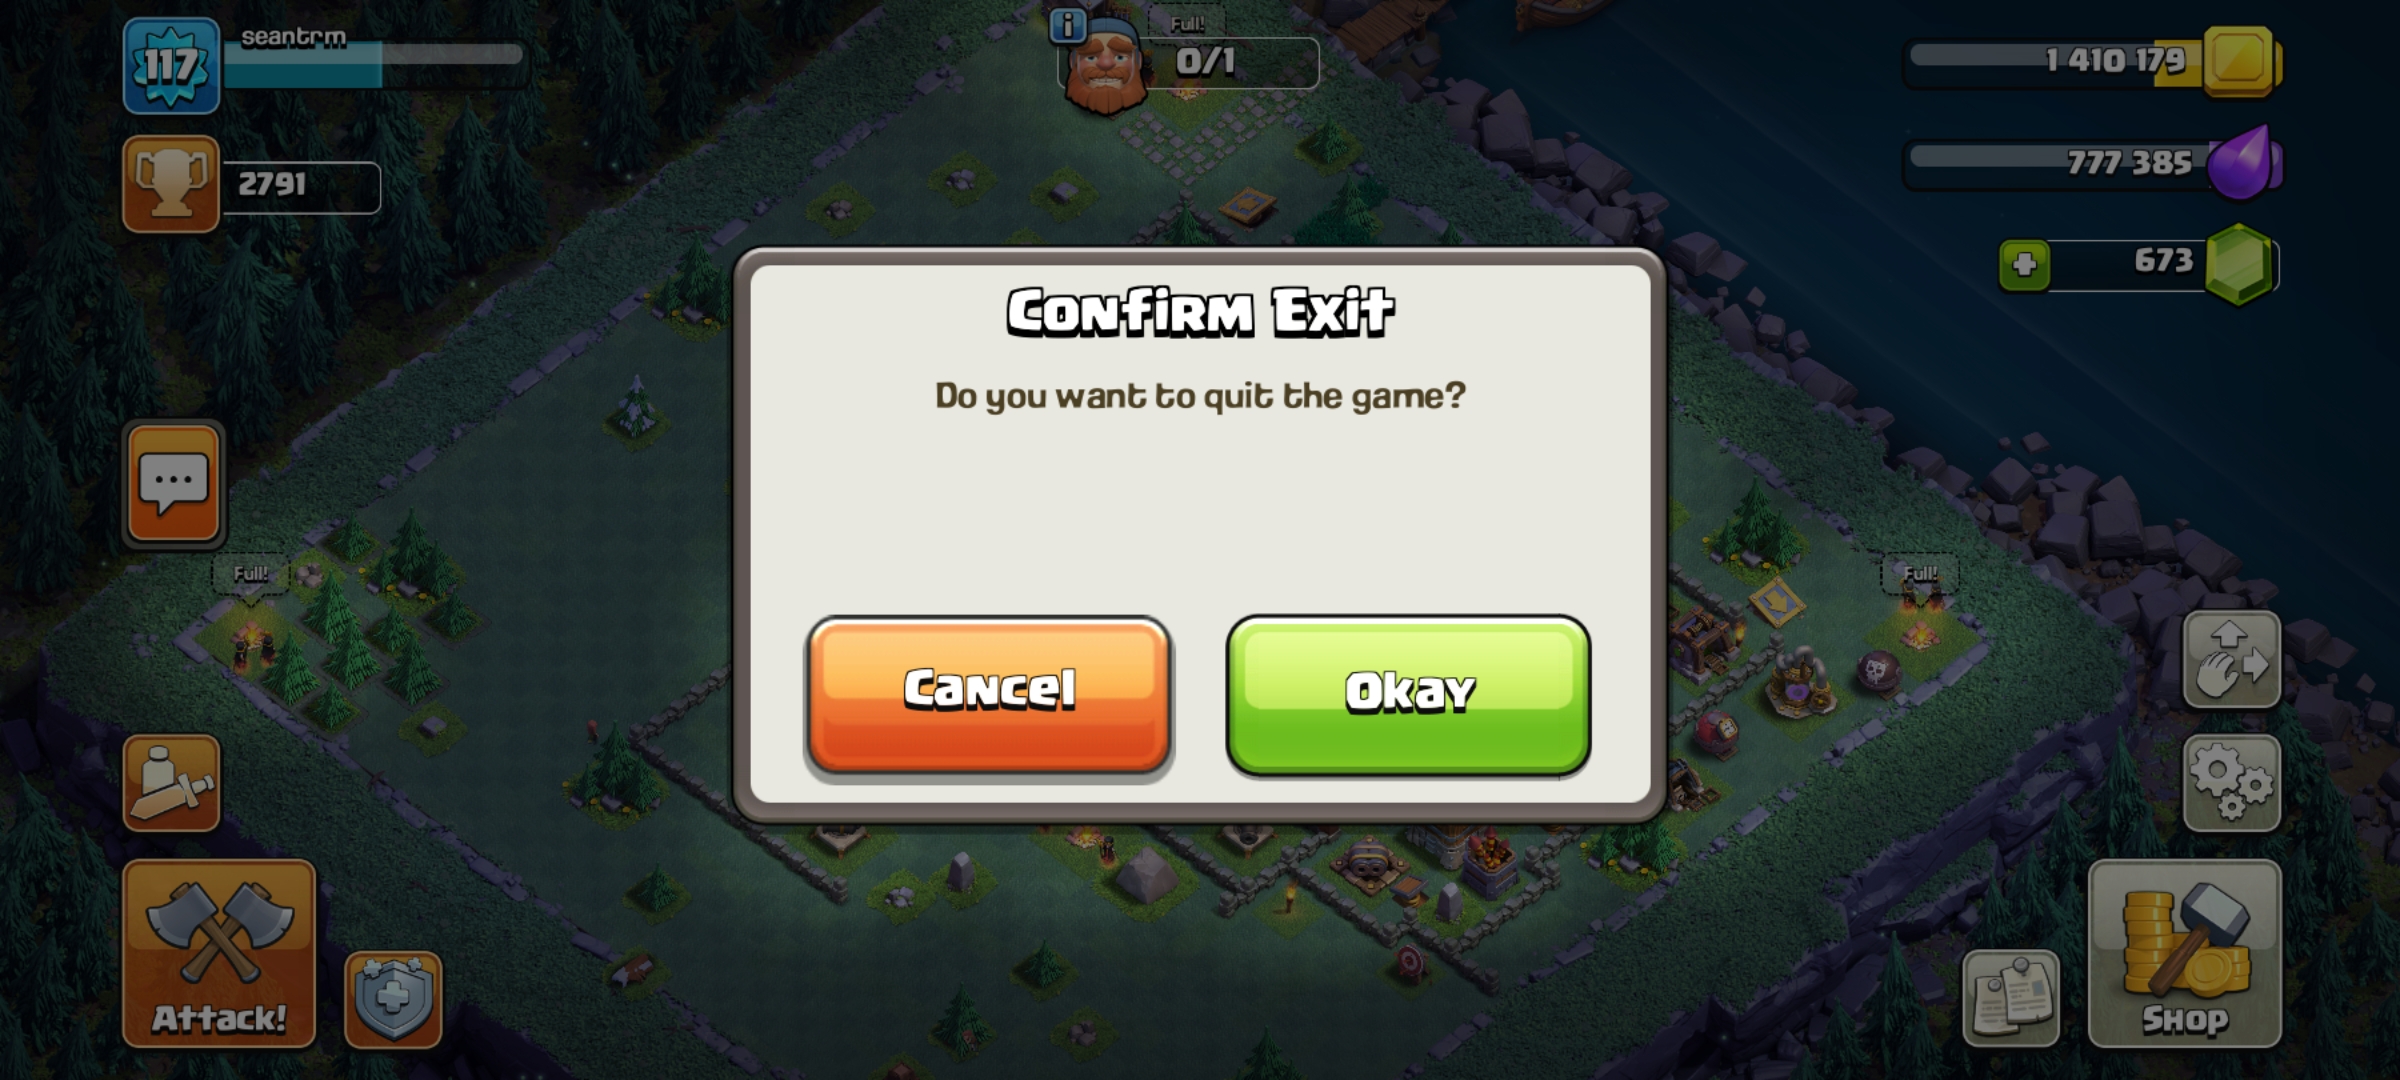 117
seantrm
Full!
0/1
1 410 179
2791
777 385
673
Confirm Exit
Do you want to quit the game?
Full!
Full!
Cancel
Okay
Attack!
Shop